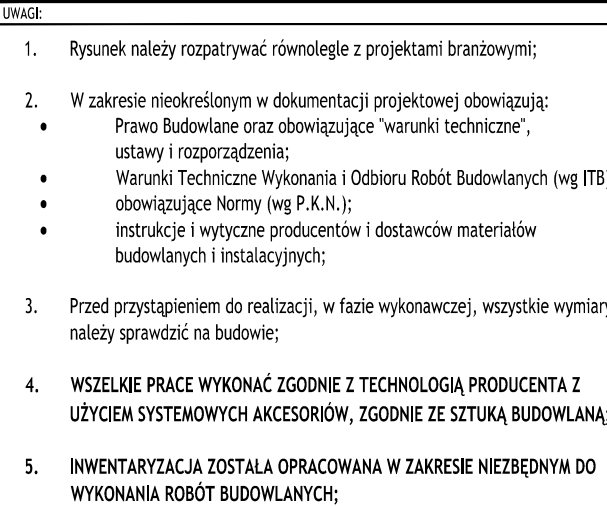 UWAGI:
1. Rysunek należy rozpatrywać równolegle z projektami branżowymi;
2. W zakresie nieokreślonym w dokumentacji projektowej obowiązują:
• Prawo Budowlane oraz obowiązujące "warunki techniczne",
ustawy i rozporządzenia;
• Warunki Techniczne Wykonania i Odbioru Robót Budowlanych (wg ITB)
• obowiązujące Normy (wg P.K.N.);
• instrukcje i wytyczne producentów i dostawców materiałów
budowlanych i instalacyjnych;
3. Przed przystąpieniem do realizacji, w fazie wykonawczej, wszystkie wymiary
należy sprawdzić na budowie;
4. WSZELKIE PRACE WYKONAĆ ZGODNIE Z TECHNOLOGIĄ PRODUCENTA Z
UŻYCIEM SYSTEMOWYCH AKCESORIÓW, ZGODNIE ZE SZTUKĄ BUDOWLANĄ;
5. INWENTARYZACJA ZOSTAŁA OPRACOWANA W ZAKRESIE NIEZBĘDNYM DO
WYKONANIA ROBÓT BUDOWLANYCH;